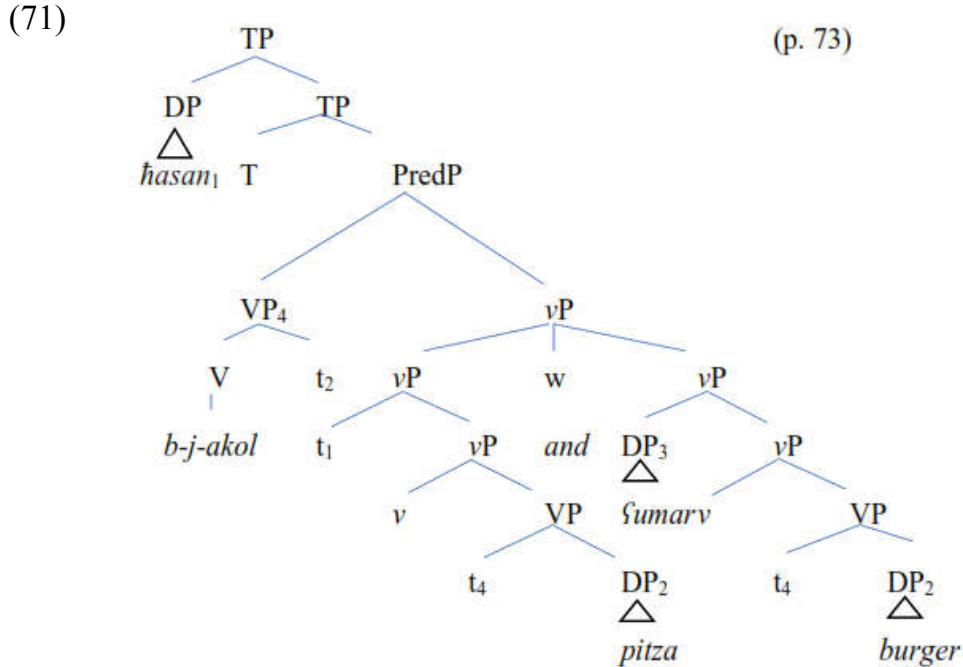 (71)
TP (p. 73)
DP TP
ħasan₁ T PredP
VP₄ vP
V t₂ vP w vP
b-j-akol t₁ vP and DP₃ vP
v VP ʕumar v VP
t₄ DP₂ t₄ DP₂
pitza burger